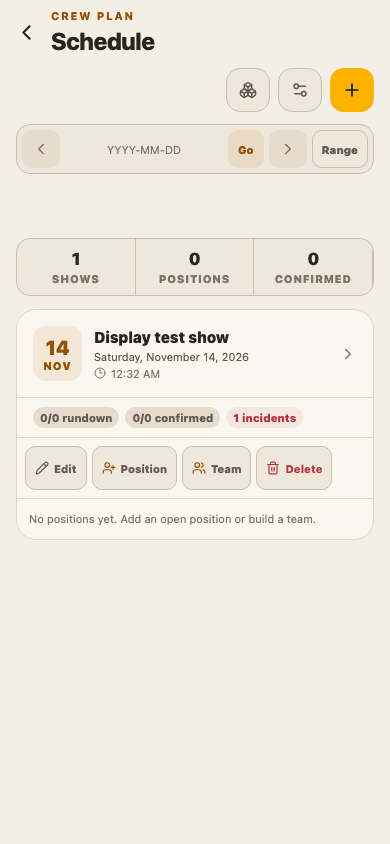 CREW PLAN
Schedule
YYYY-MM-DD
Go
Range
1
SHOWS
0
POSITIONS
0
CONFIRMED
14
NOV
Display test show
Saturday, November 14, 2026
12:32 AM
0/0 rundown
0/0 confirmed
1 incidents
Edit
Position
Team
Delete
No positions yet. Add an open position or build a team.